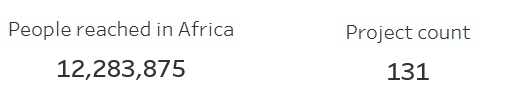 People reached in Africa
12,283,875
Project count
131